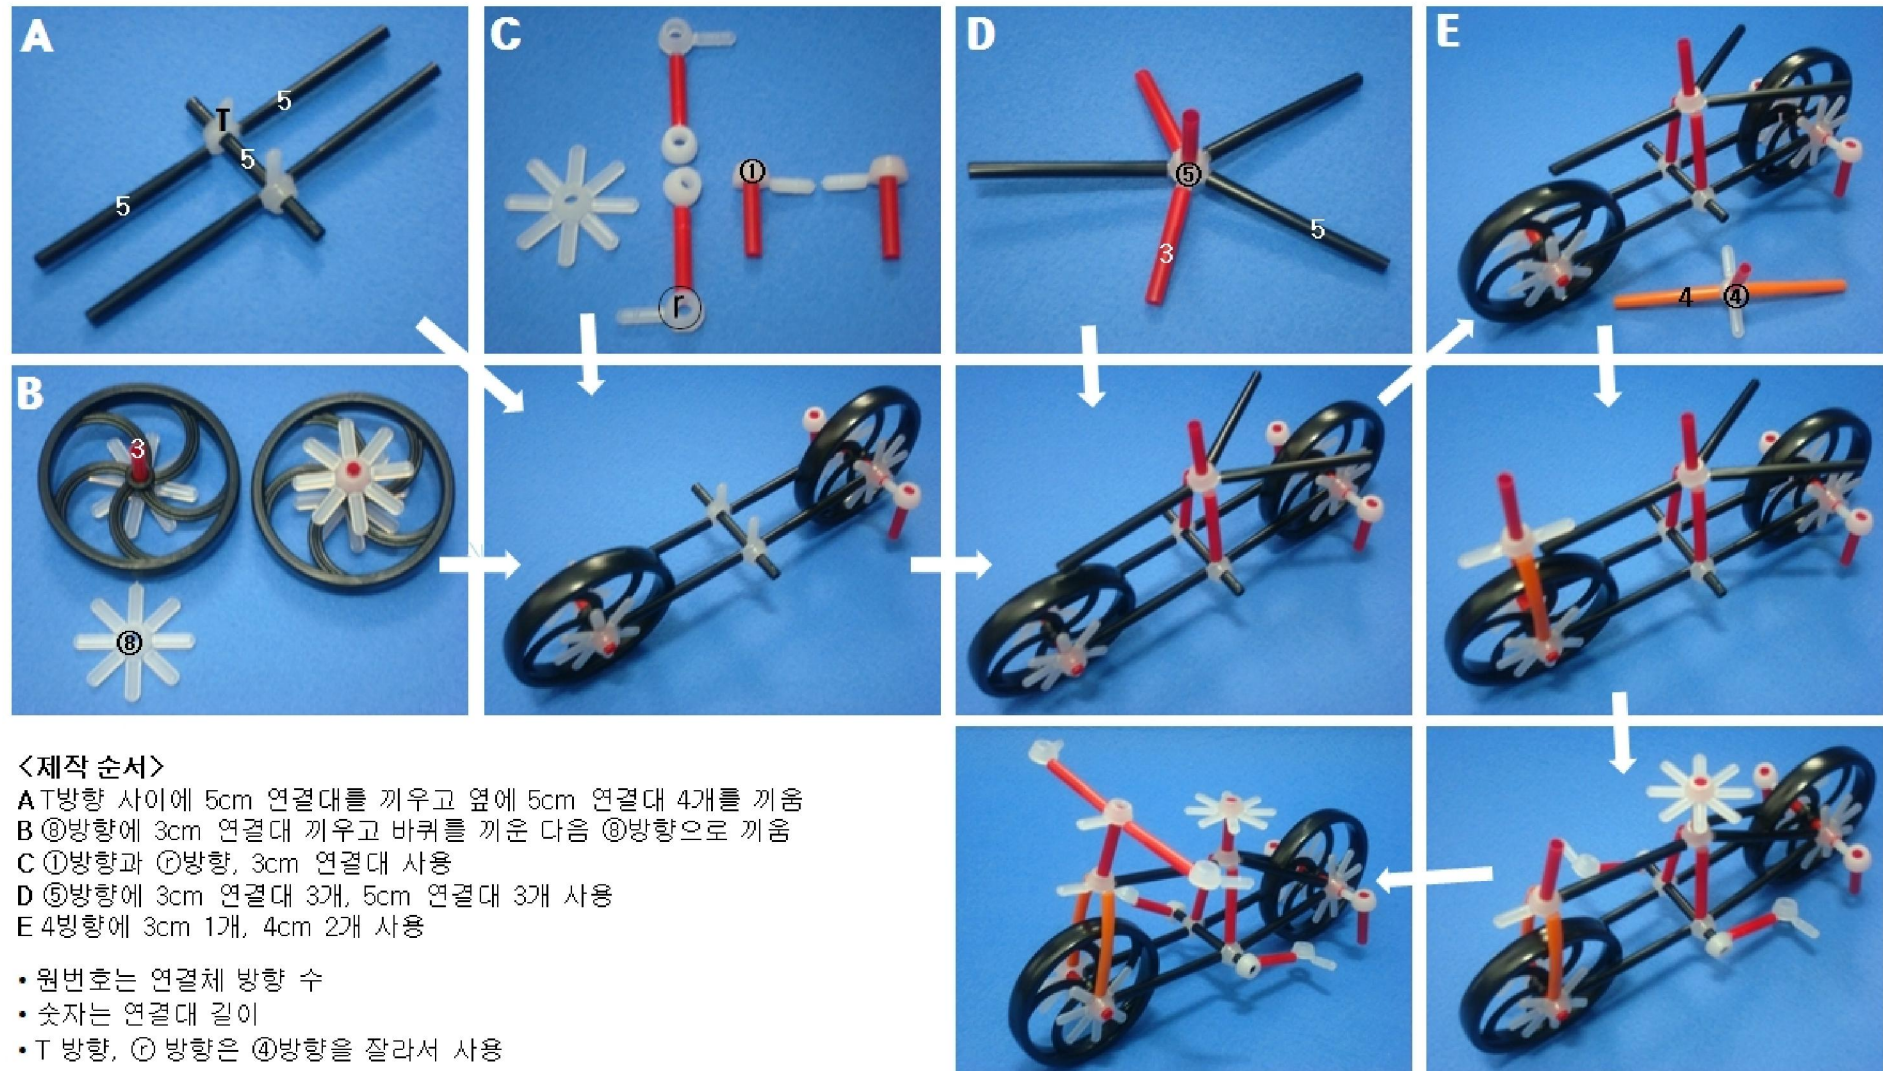 A
T
5
5
5
C
①
r
D
⑤
5
3
E
4
④
B
3
⑧
<제작 순서>
A T방향 사이에 5cm 연결대를 끼우고 옆에 5cm 연결대 4개를 끼움
B ⑧방향에 3cm 연결대 끼우고 바퀴를 끼운 다음 ⑧방향으로 끼움
C ①방향과 ⓡ방향, 3cm 연결대 사용
D ⑤방향에 3cm 연결대 3개, 5cm 연결대 3개 사용
E 4빙향에 3cm 1개, 4cm 2개 사용
• 원번호는 연결체 방향 수
• 숫자는 연결대 길이
• T 방향, ⓡ 방향은 ④방향을 잘라서 사용